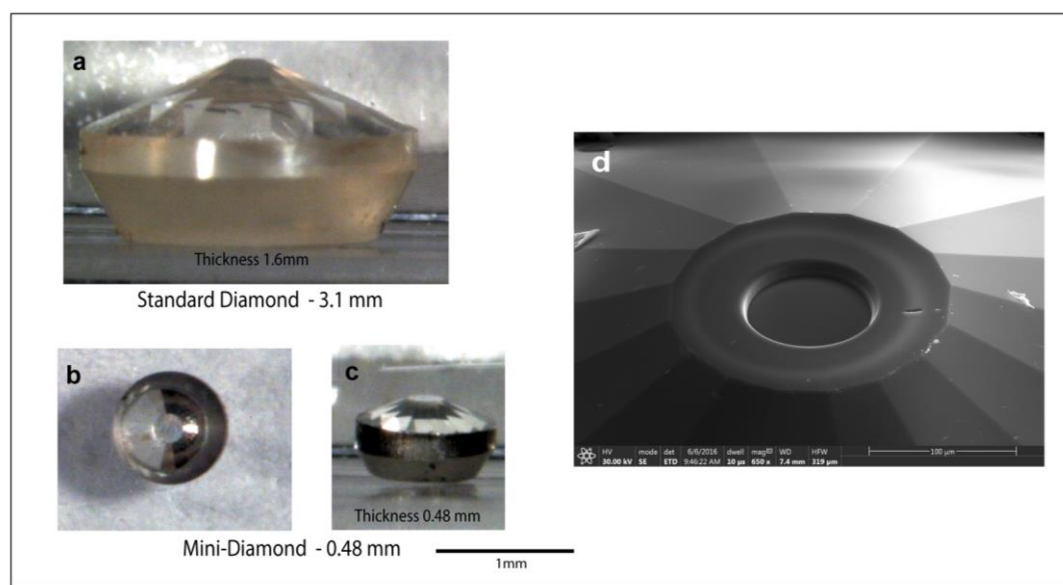 a
Thickness 1.6mm
Standard Diamond - 3.1 mm
b
c
Thickness 0.48 mm
Mini-Diamond - 0.48 mm
1mm
d
HV mode det 6/6/2016 dwell mag WD HFW
30.00 kV SE ETD 9:46:22 AM 10 µs 650 x 7.4 mm 319 µm
100 µm